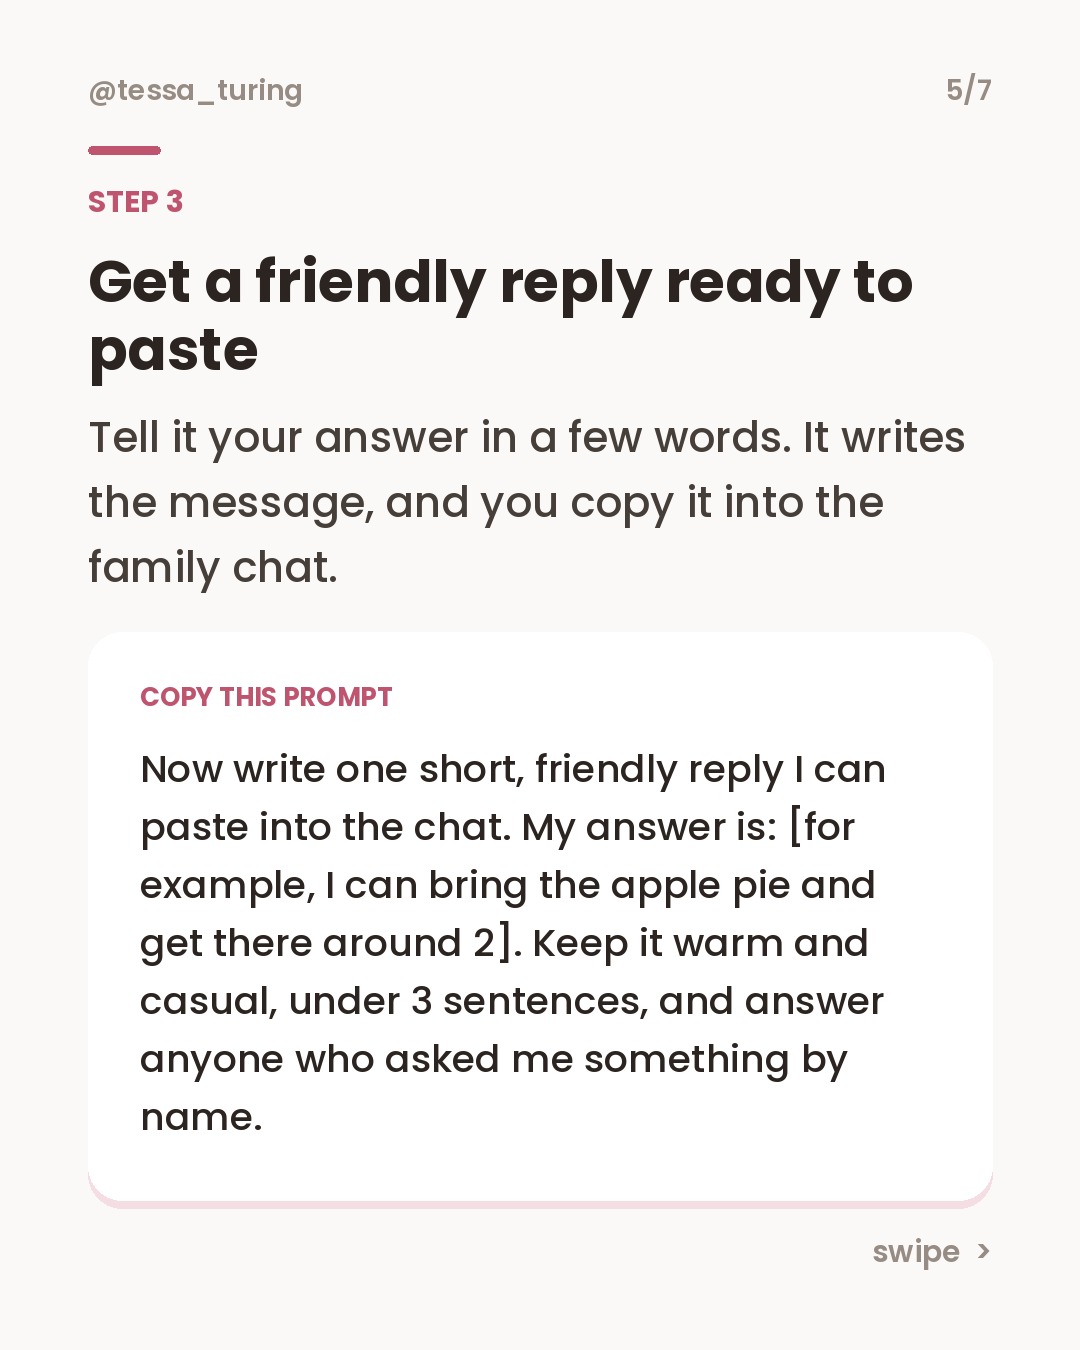 @tessa_turing
5/7
STEP 3
Get a friendly reply ready to
paste
Tell it your answer in a few words. It writes
the message, and you copy it into the
family chat.
COPY THIS PROMPT
Now write one short, friendly reply I can
paste into the chat. My answer is: [for
example, I can bring the apple pie and
get there around 2]. Keep it warm and
casual, under 3 sentences, and answer
anyone who asked me something by
name.
swipe >